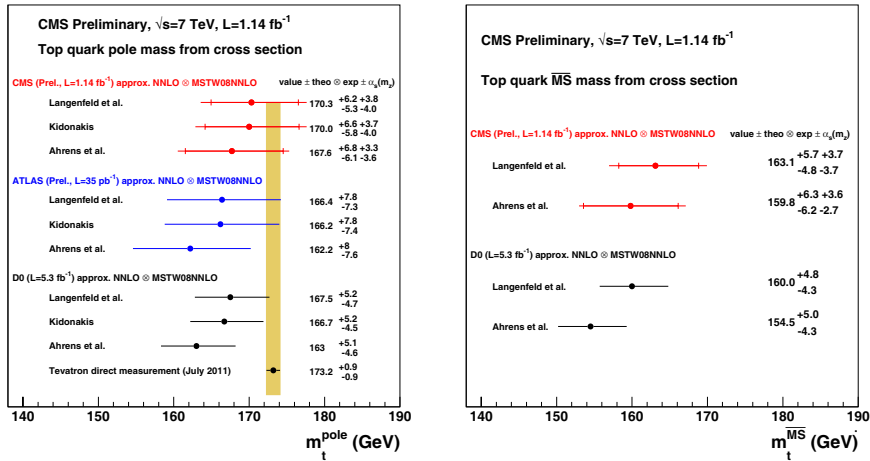 CMS Preliminary, √s=7 TeV, L=1.14 fb⁻¹
Top quark pole mass from cross section
CMS (Prel., L=1.14 fb⁻¹) approx. NNLO ⊗ MSTW08NNLO value ± theo ⊗ exp ± αs(mz)
Langenfeld et al. 170.3 +6.2 +3.8 -5.3 -4.0
Kidonakis 170.0 +6.6 +3.7 -5.8 -4.0
Ahrens et al. 167.6 +6.8 +3.3 -6.1 -3.6
ATLAS (Prel., L=35 pb⁻¹) approx. NNLO ⊗ MSTW08NNLO
Langenfeld et al. 166.4 +7.8 -7.3
Kidonakis 166.2 +7.8 -7.4
Ahrens et al. 162.2 +8 -7.6
D0 (L=5.3 fb⁻¹) approx. NNLO ⊗ MSTW08NNLO
Langenfeld et al. 167.5 +5.2 -4.7
Kidonakis 166.7 +5.2 -4.5
Ahrens et al. 163 +5.1 -4.6
Tevatron direct measurement (July 2011) 173.2 +0.9 -0.9
140 150 160 170 180 190
m_t^pole (GeV)
CMS Preliminary, √s=7 TeV, L=1.14 fb⁻¹
Top quark M̅S̅ mass from cross section
CMS (Prel., L=1.14 fb⁻¹) approx. NNLO ⊗ MSTW08NNLO value ± theo ⊗ exp ± αs(mz)
Langenfeld et al. 163.1 +5.7 +3.7 -4.8 -3.7
Ahrens et al. 159.8 +6.3 +3.6 -6.2 -2.7
D0 (L=5.3 fb⁻¹) approx. NNLO ⊗ MSTW08NNLO
Langenfeld et al. 160.0 +4.8 -4.3
Ahrens et al. 154.5 +5.0 -4.3
140 150 160 170 180 190
m_t^M̅S̅ (GeV)